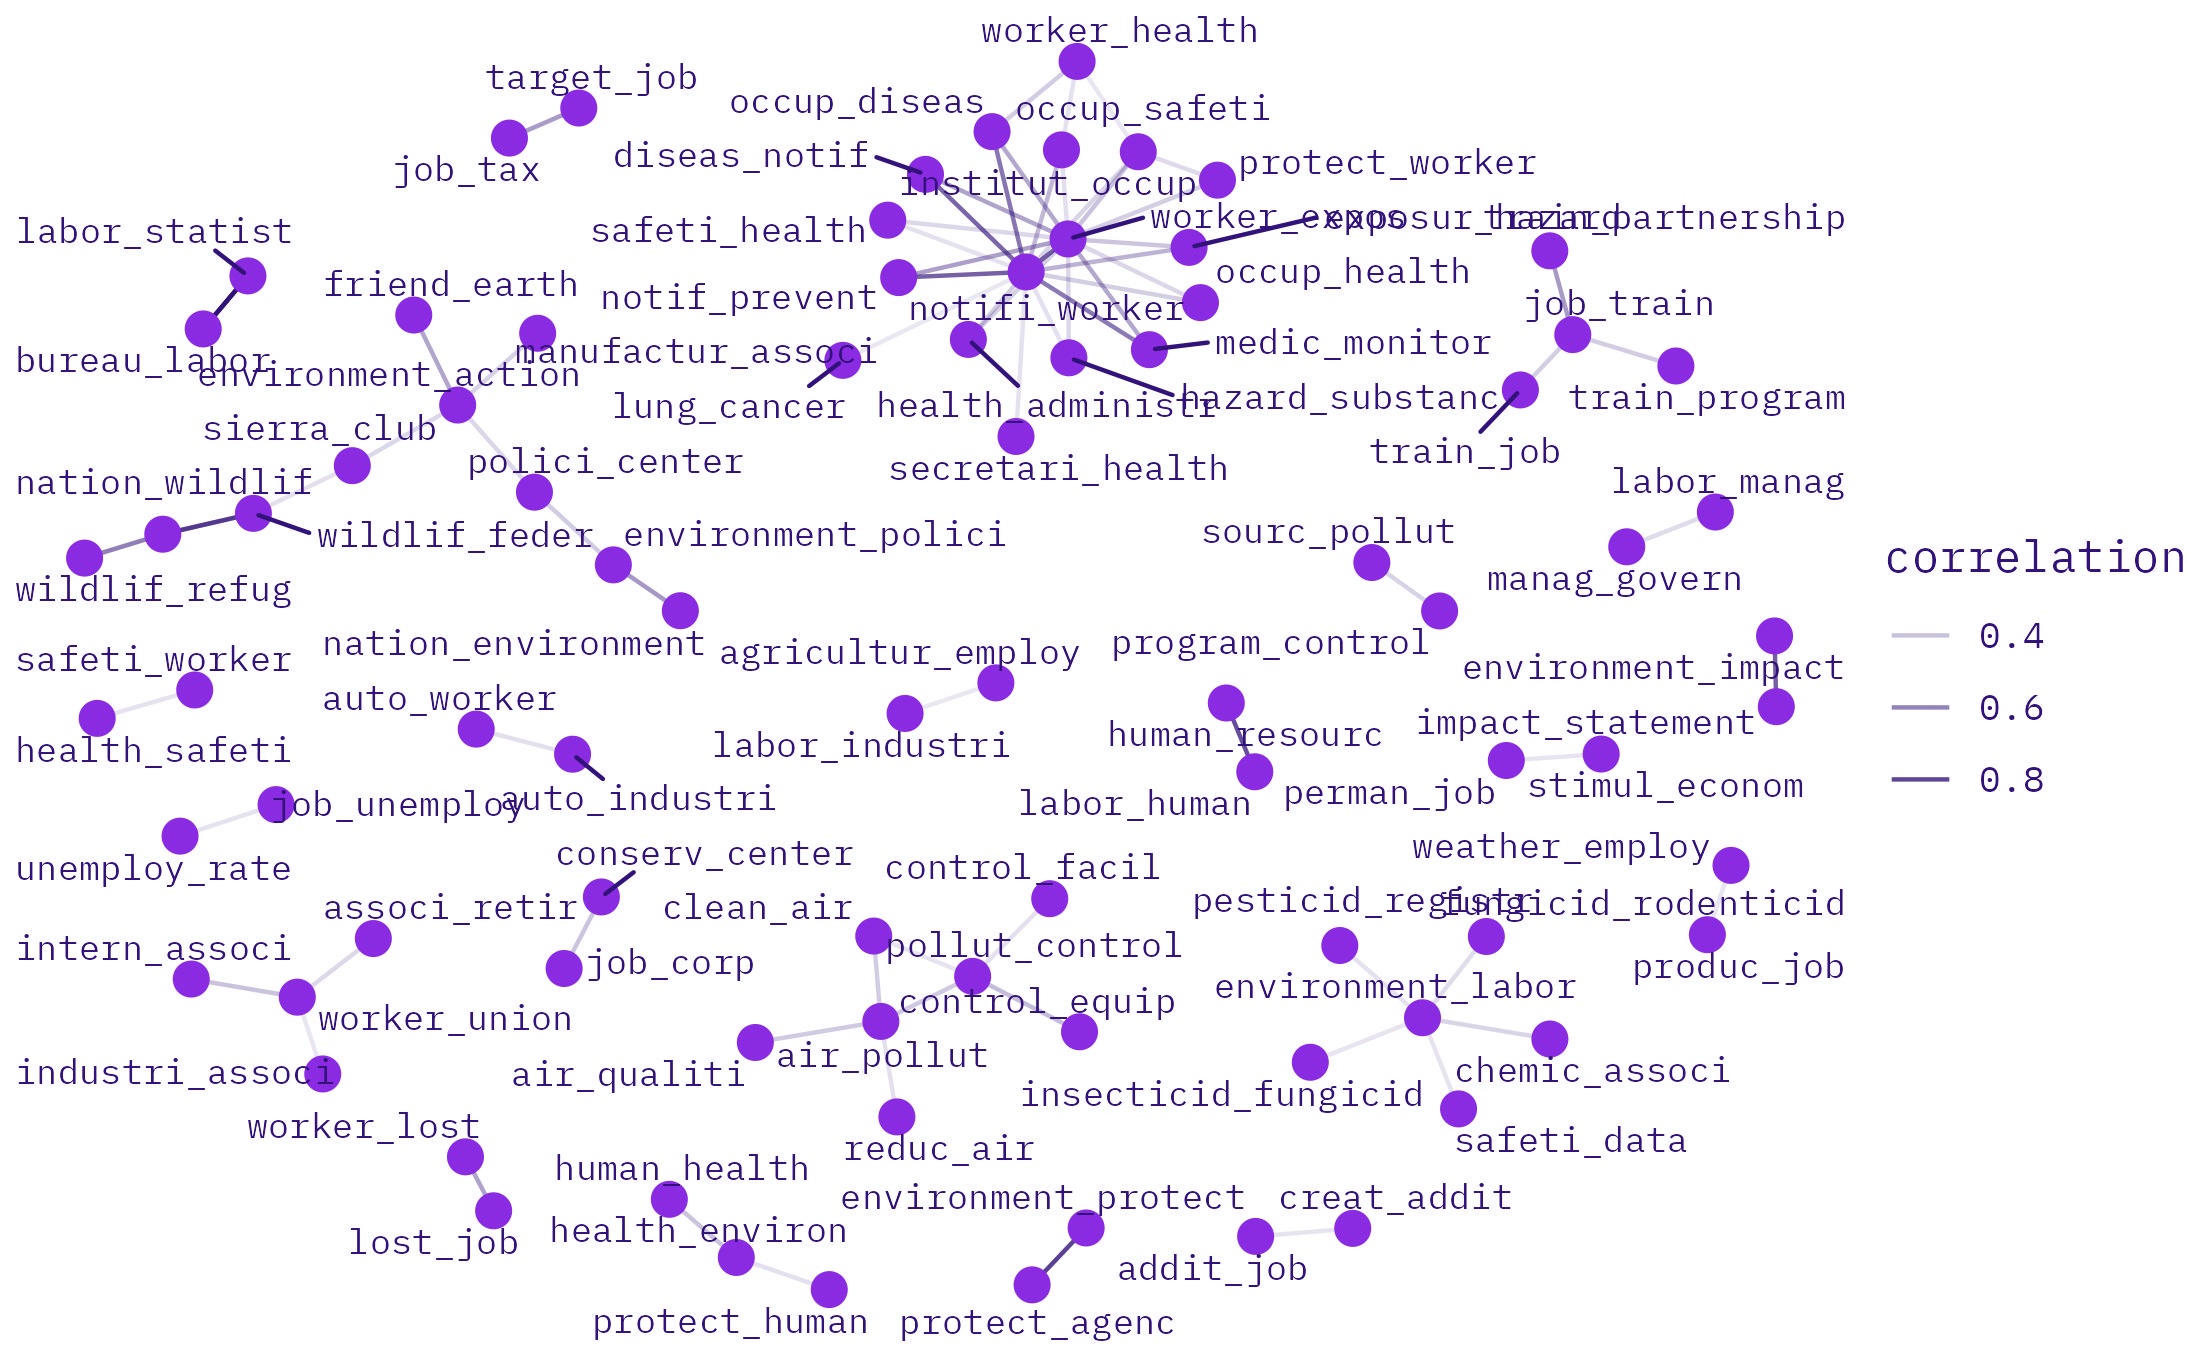 worker_health
target_job
occup_diseas
occup_safeti
diseas_notif
protect_worker
job_tax
institut_occup
worker_expos
exposur_hazard
train_partnership
labor_statist
safeti_health
occup_health
friend_earth
notif_prevent
notifi_worker
job_train
bureau_labor
manufactur_associ
medic_monitor
environment_action
lung_cancer
health_administr
hazard_substanc
train_program
sierra_club
polici_center
secretari_health
train_job
nation_wildlif
labor_manag
wildlif_feder
environment_polici
sourc_pollut
correlation
wildlif_refug
manag_govern
0.4
nation_environment
agricultur_employ
program_control
safeti_worker
environment_impact
auto_worker
0.6
health_safeti
labor_industri
human_resourc
impact_statement
0.8
job_unemploy
auto_industri
labor_human
perman_job
stimul_econom
unemploy_rate
conserv_center
control_facil
weather_employ
associ_retir
clean_air
pesticid_registr
fungicid_rodenticid
intern_associ
job_corp
pollut_control
produc_job
worker_union
control_equip
environment_labor
industri_associ
air_qualiti
air_pollut
insecticid_fungicid
chemic_associ
worker_lost
reduc_air
safeti_data
human_health
environment_protect
creat_addit
lost_job
health_environ
addit_job
protect_human
protect_agenc